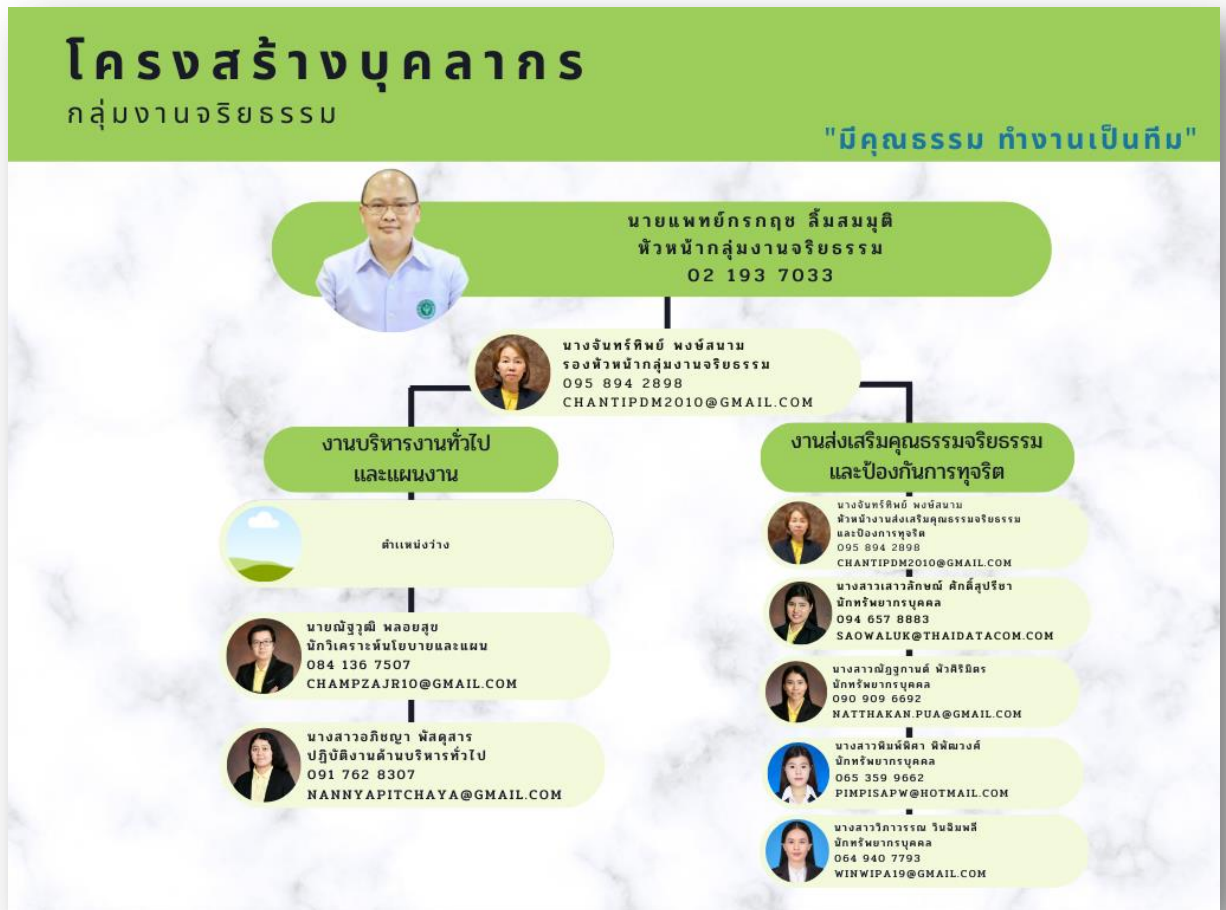 โครงสร้างบุคลากร
กลุ่มงานจริยธรรม
"มีคุณธรรม ทำงานเป็นทีม"
นายแพทย์กรกฤช ลิ้มสมมุติ
หัวหน้ากลุ่มงานจริยธรรม
02 193 7033
นางจันทร์ทิพย์ พงษ์สนาม
รองหัวหน้ากลุ่มงานจริยธรรม
095 894 2898
CHANTIPDM2010@GMAIL.COM
งานบริหารงานทั่วไป
และแผนงาน
ตำแหน่งว่าง
นายณัฐวุฒิ พลอยสุข
นักวิเคราะห์นโยบายและแผน
084 136 7507
CHAMPZAJR10@GMAIL.COM
นางสาวอภิชญา พัสดุสาร
ปฏิบัติงานด้านบริหารทั่วไป
091 762 8307
NANNYAPITCHAYA@GMAIL.COM
งานส่งเสริมคุณธรรมจริยธรรม
และป้องกันการทุจริต
นางจันทร์ทิพย์ พงษ์สนาม
หัวหน้างานส่งเสริมคุณธรรมจริยธรรม
และป้องการทุจริต
095 894 2898
CHANTIPDM2010@GMAIL.COM
นางสาวเสาวลักษณ์ ศักดิ์สุปรีชา
นักทรัพยากรบุคคล
094 657 8883
SAOWALUK@THAIDATACOM.COM
นางสาวณัฏฐกานต์ พัวศิริมิตร
นักทรัพยากรบุคคล
090 909 6692
NATTHAKAN.PUA@GMAIL.COM
นางสาวพิมพ์พิศา พิพัฒวงศ์
นักทรัพยากรบุคคล
065 359 9662
PIMPISAPW@HOTMAIL.COM
นางสาววิภาวรรณ วินฉิมพลี
นักทรัพยากรบุคคล
064 940 7793
WINWIPA19@GMAIL.COM